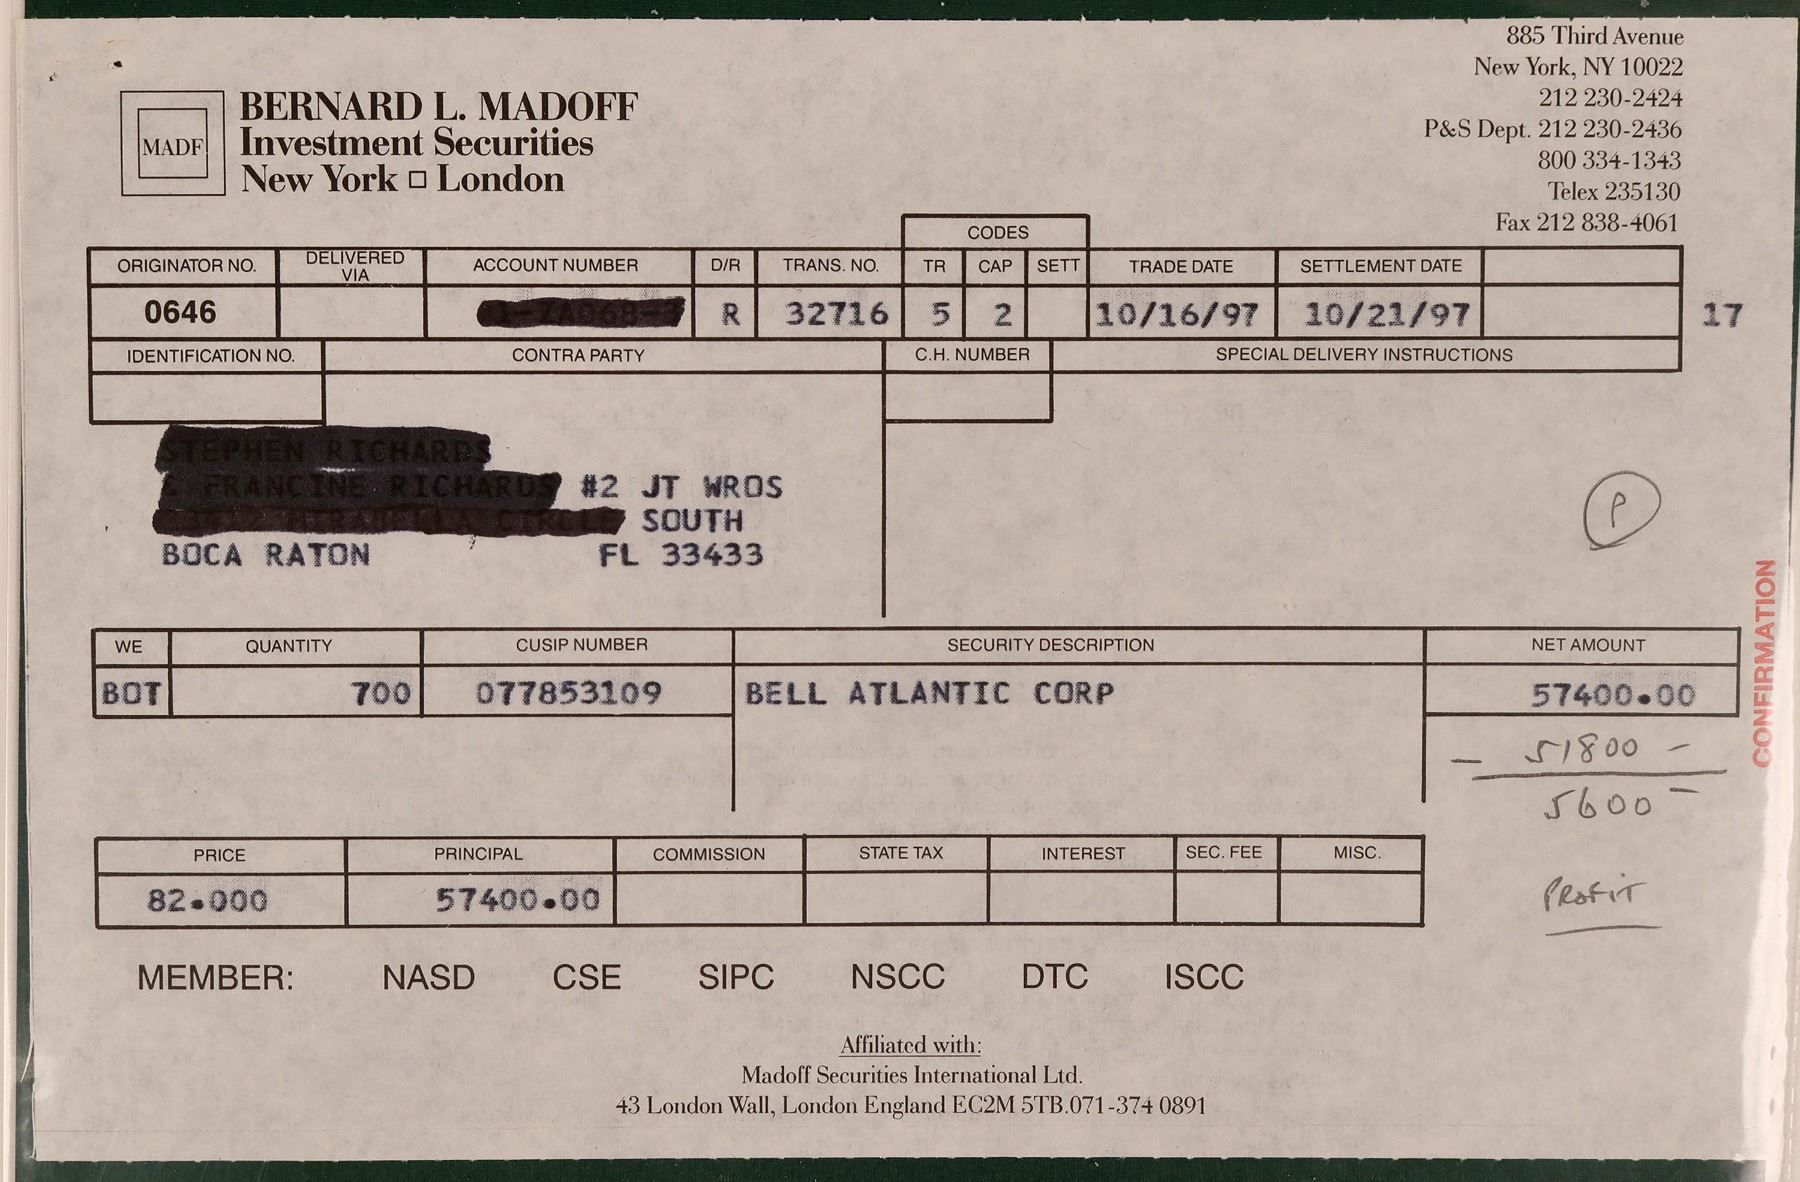 885 Third Avenue
New York, NY 10022
212 230-2424
P&S Dept. 212 230-2436
800 334-1343
Telex 235130
Fax 212 838-4061
MADF
BERNARD L. MADOFF
Investment Securities
New York □ London
CODES
ORIGINATOR NO. DELIVERED VIA ACCOUNT NUMBER D/R TRANS. NO. TR CAP SETT TRADE DATE SETTLEMENT DATE
0646 R 32716 5 2 10/16/97 10/21/97 17
IDENTIFICATION NO. CONTRA PARTY C.H. NUMBER SPECIAL DELIVERY INSTRUCTIONS
#2 JT WROS
SOUTH
BOCA RATON FL 33433
P
CONFIRMATION
WE QUANTITY CUSIP NUMBER SECURITY DESCRIPTION NET AMOUNT
BOT 700 077853109 BELL ATLANTIC CORP 57400.00
– 51800 –
5600 –
PRICE PRINCIPAL COMMISSION STATE TAX INTEREST SEC. FEE MISC.
82.000 57400.00
PROFIT
MEMBER: NASD CSE SIPC NSCC DTC ISCC
Affiliated with:
Madoff Securities International Ltd.
43 London Wall, London England EC2M 5TB.071-374 0891